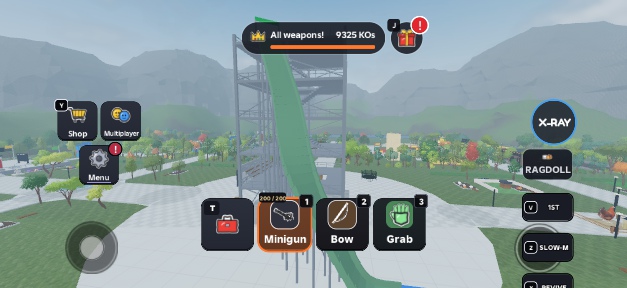 J
All weapons! 9325 KOs
!
Y
Shop
Multiplayer
!
Menu
X-RAY
RAGDOLL
T
200 / 200
1
Minigun
2
Bow
3
Grab
V 1ST
Z SLOW-M
REVIVE